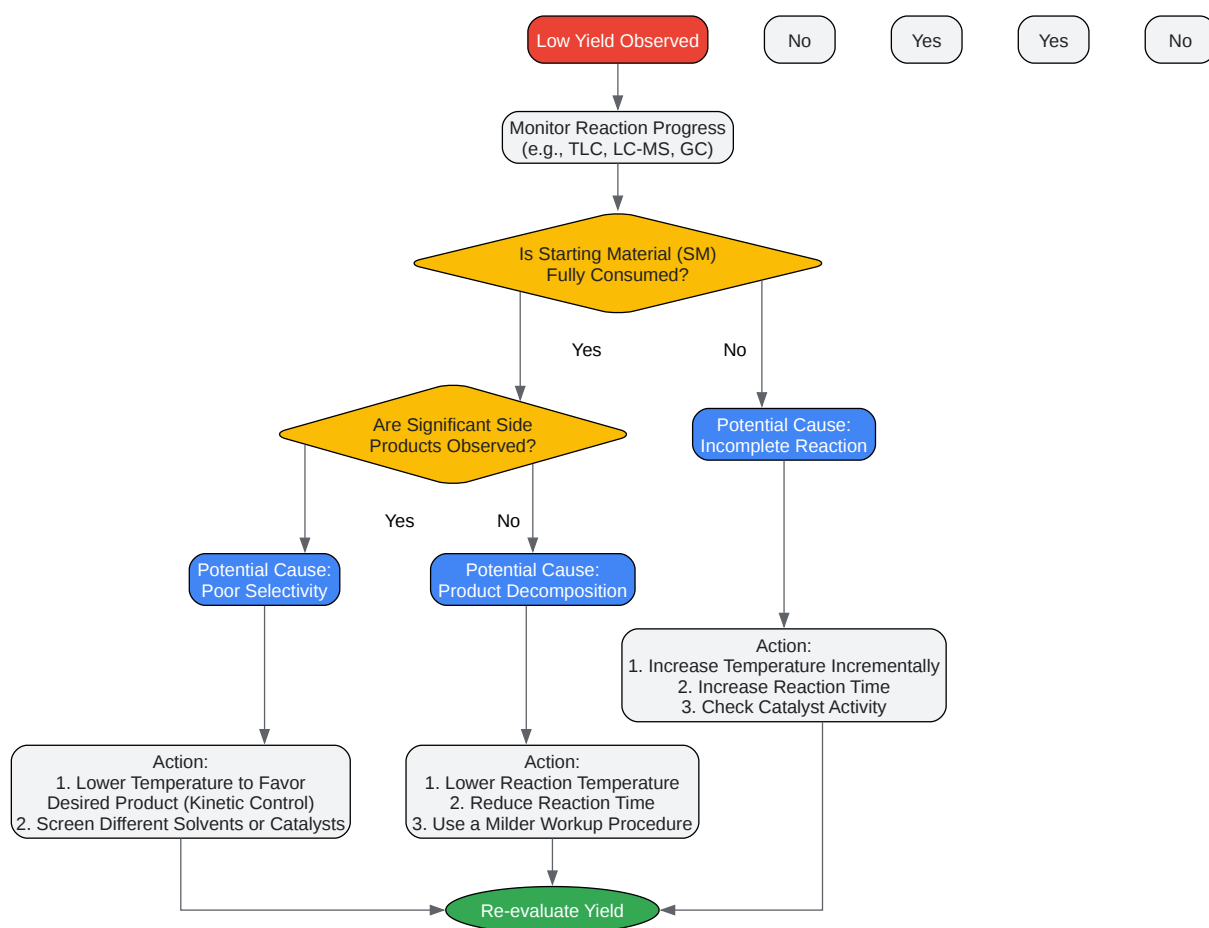 Low Yield Observed
No
Yes
Yes
No
Monitor Reaction Progress
(e.g., TLC, LC-MS, GC)
Is Starting Material (SM)
Fully Consumed?
Yes
No
Are Significant Side
Products Observed?
Potential Cause:
Incomplete Reaction
Yes
No
Potential Cause:
Poor Selectivity
Potential Cause:
Product Decomposition
Action:
1. Increase Temperature Incrementally
2. Increase Reaction Time
3. Check Catalyst Activity
Action:
1. Lower Temperature to Favor
Desired Product (Kinetic Control)
2. Screen Different Solvents or Catalysts
Action:
1. Lower Reaction Temperature
2. Reduce Reaction Time
3. Use a Milder Workup Procedure
Re-evaluate Yield